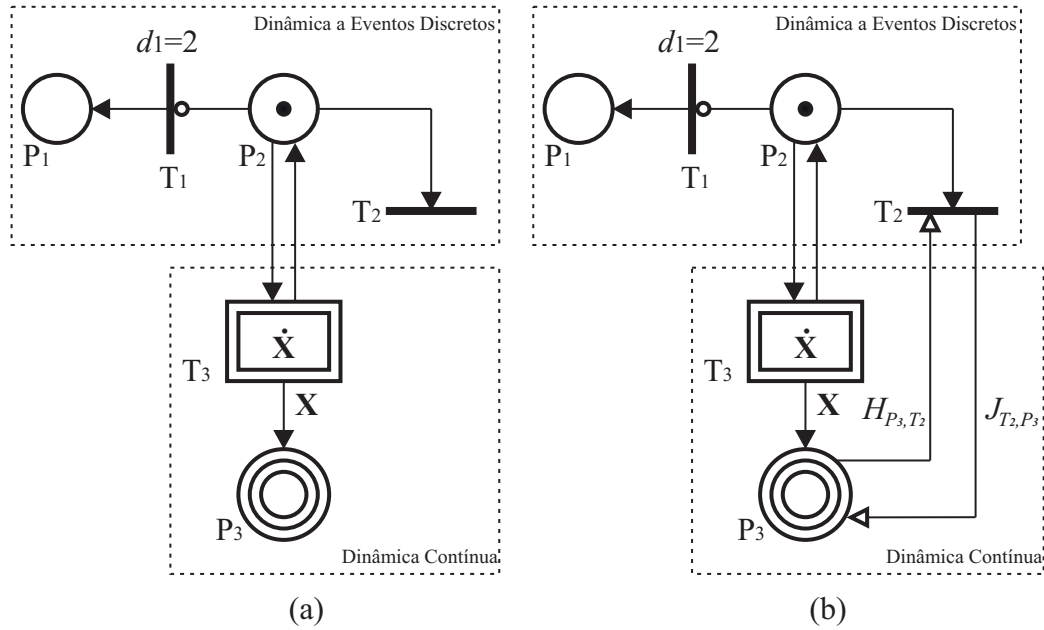 Dinâmica a Eventos Discretos
d1=2
P1
T1
P2
T2
T3
Ẋ
X
P3
Dinâmica Contínua
(a)
Dinâmica a Eventos Discretos
d1=2
P1
T1
P2
T2
T3
Ẋ
X
HP3,T2
JT2,P3
P3
Dinâmica Contínua
(b)